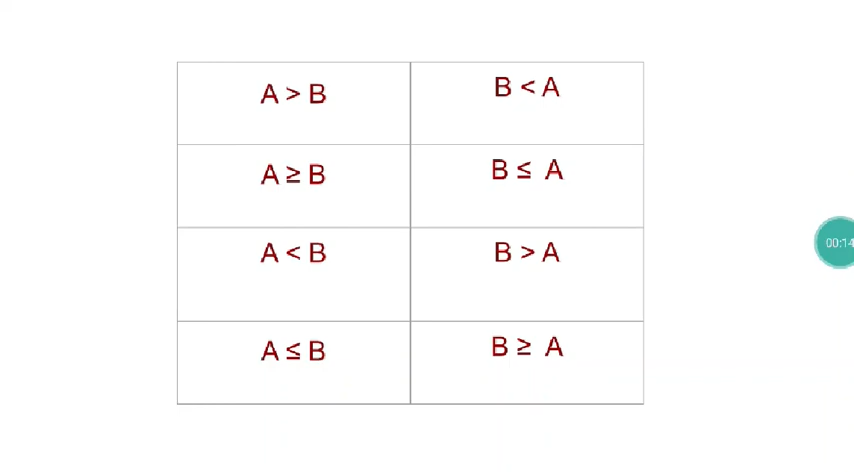 A > B
B < A
A ≥ B
B ≤ A
A < B
B > A
A ≤ B
B ≥ A
00:14